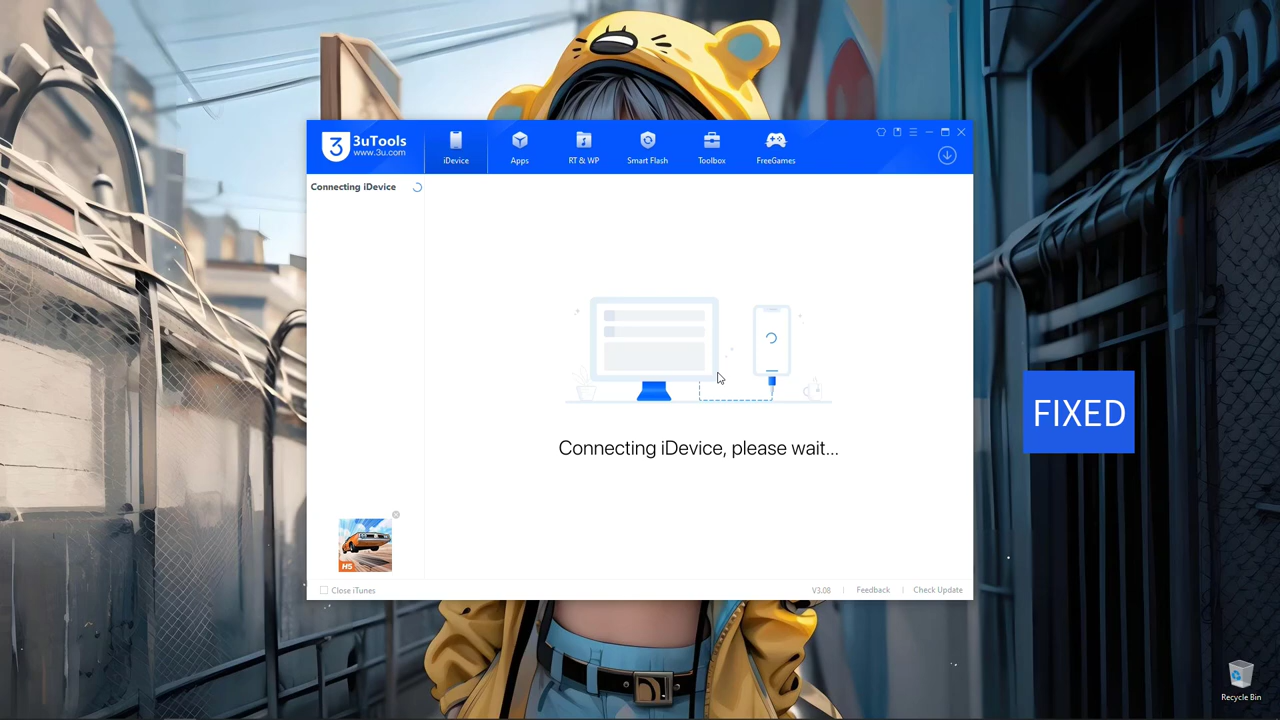 3uTools
www.3u.com
iDevice
Apps
RT & WP
Smart Flash
Toolbox
FreeGames
Connecting iDevice
Connecting iDevice, please wait...
FIXED
H5
Close iTunes
V3.08
Feedback
Check Update
Recycle Bin